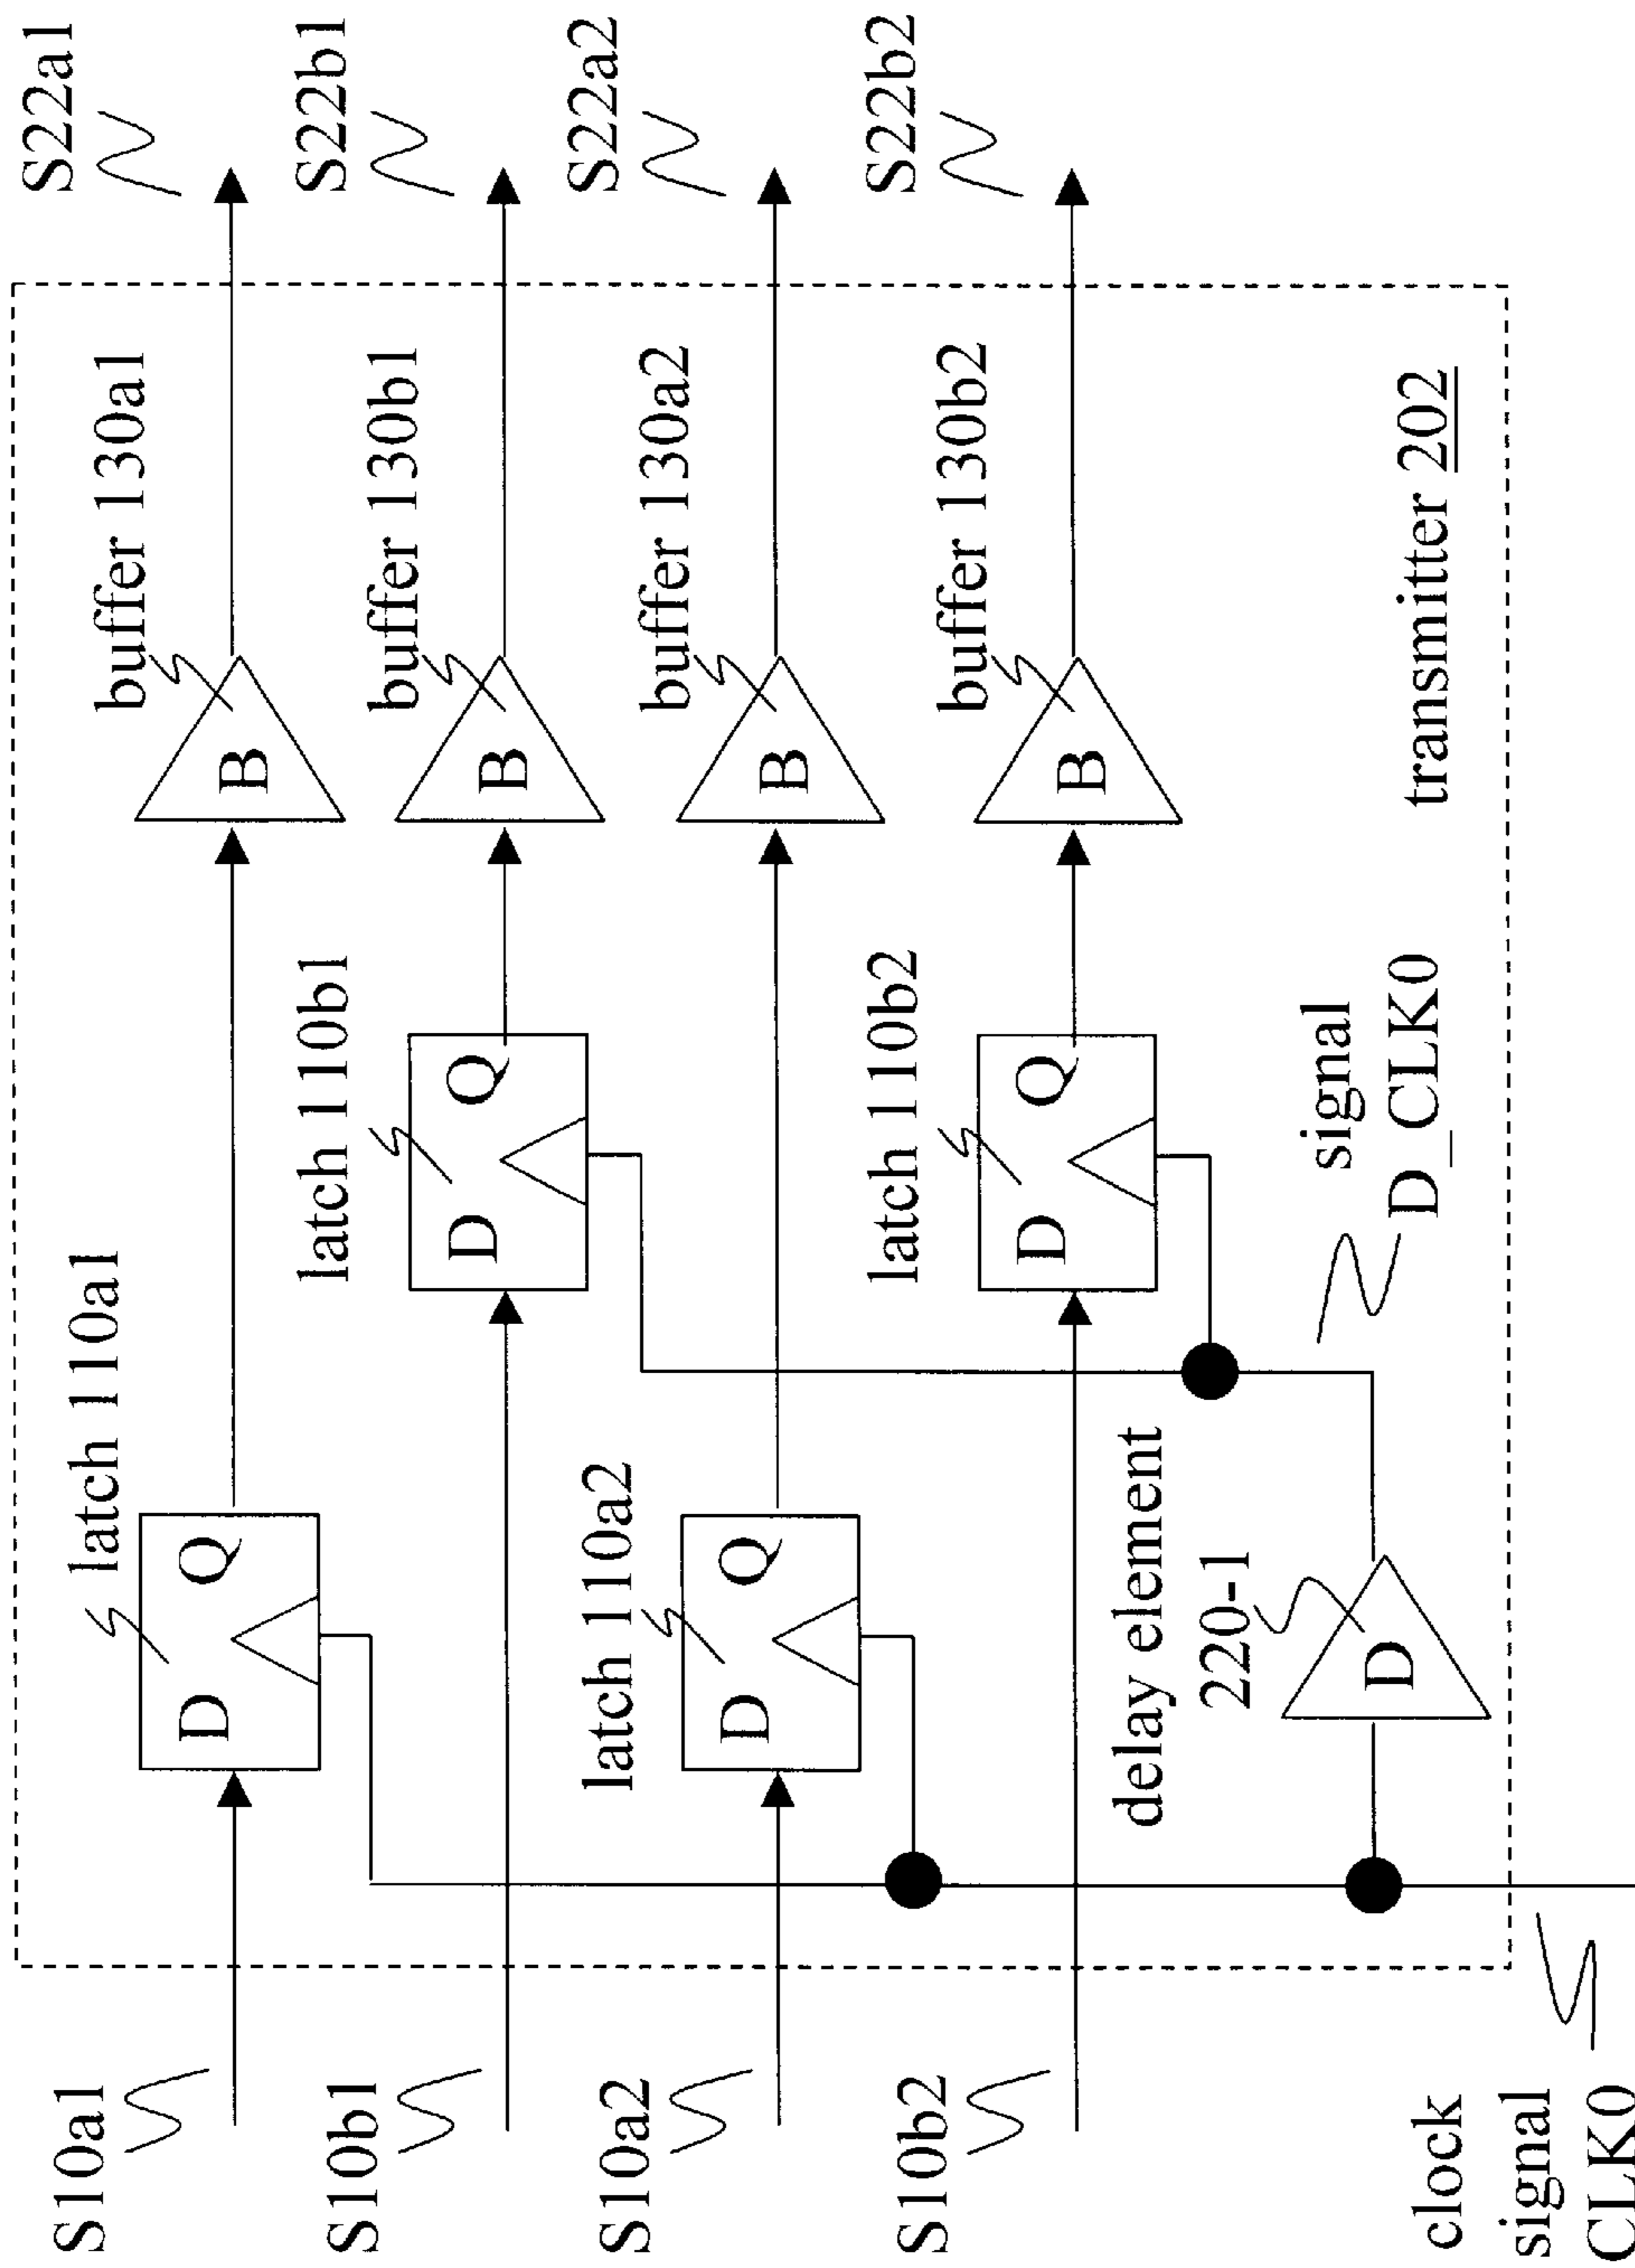 S10a1
latch 110a1
D
Q
buffer 130a1
B
S22a1
S10b1
latch 110b1
D
Q
buffer 130b1
B
S22b1
S10a2
latch 110a2
D
Q
buffer 130a2
B
S22a2
S10b2
latch 110b2
D
Q
buffer 130b2
B
S22b2
delay element
220-1
D
signal
D_CLK0
clock
signal
CLK0
transmitter 202